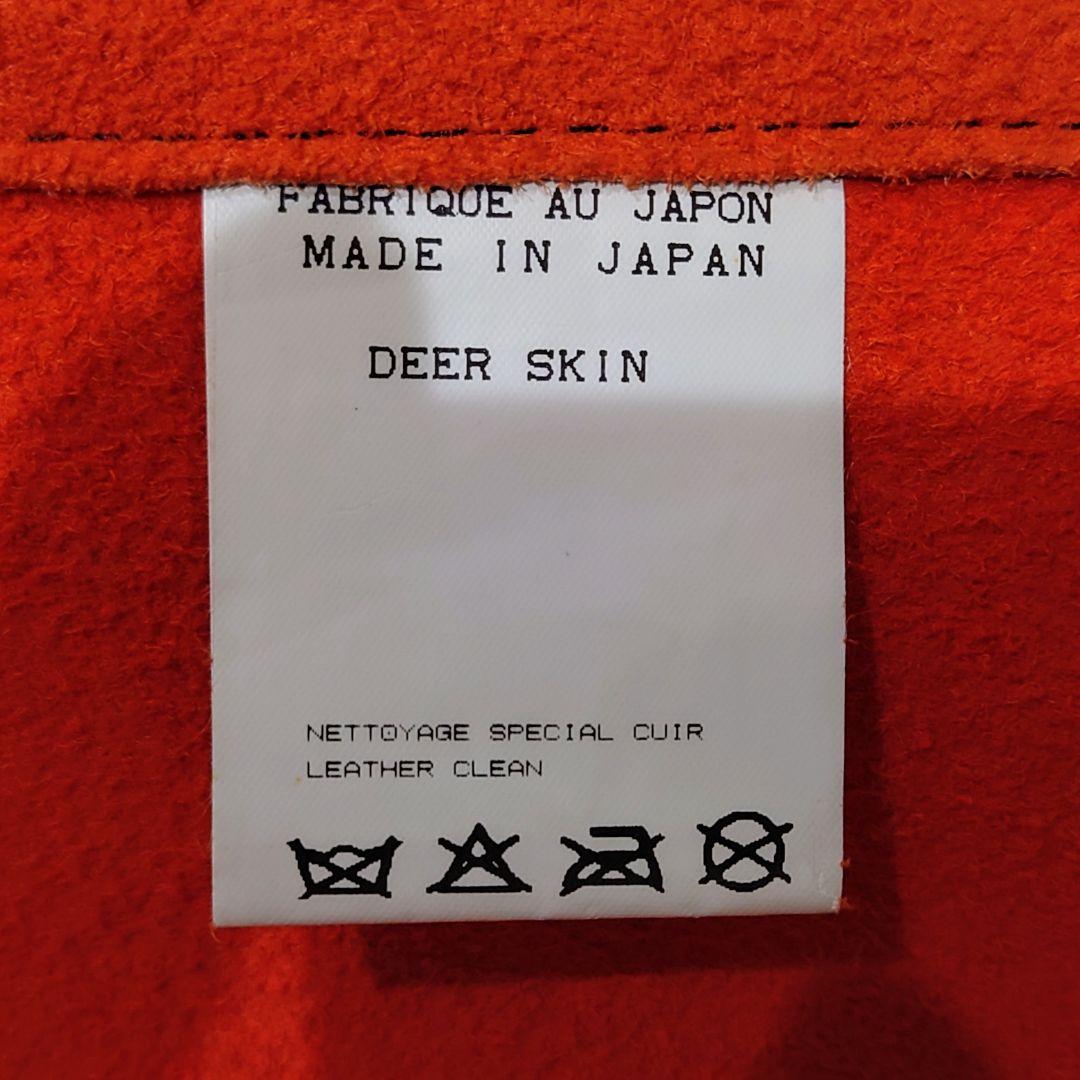 FABRIQUE AU JAPON
MADE IN JAPAN
DEER SKIN
NETTOYAGE SPECIAL CUIR
LEATHER CLEAN